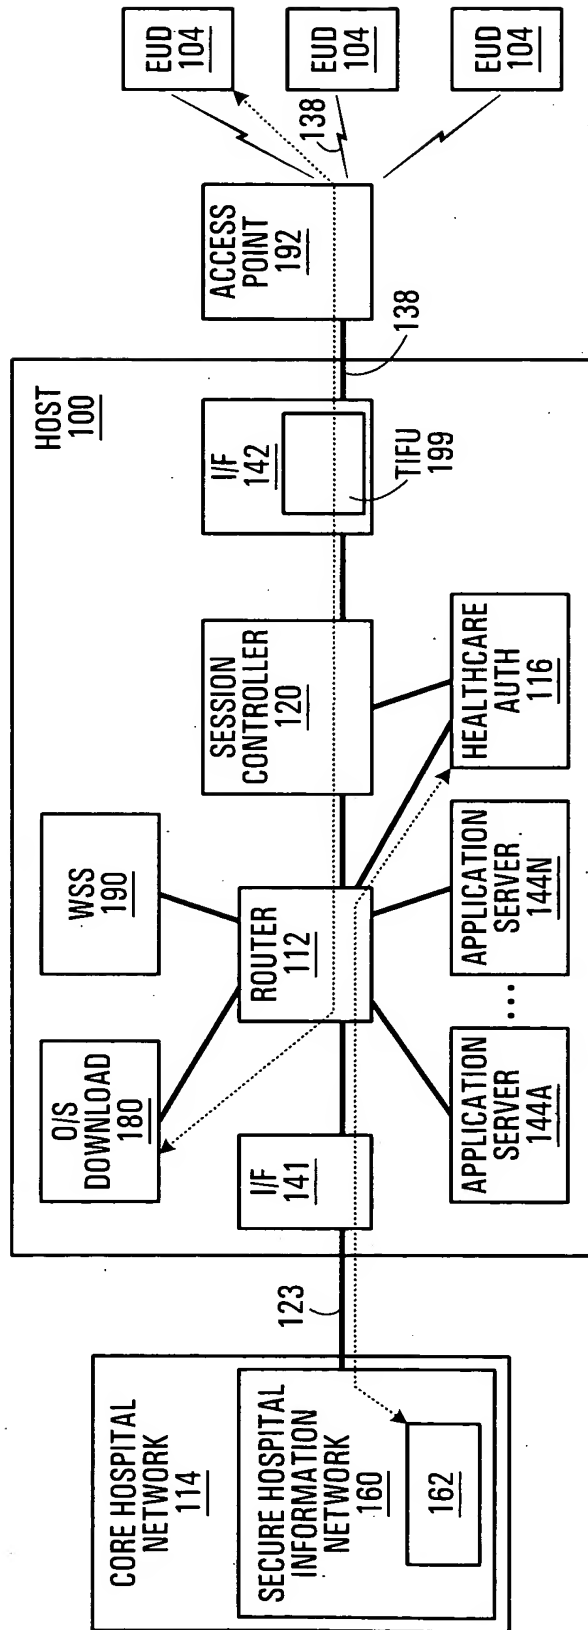 CORE HOSPITAL
NETWORK
114
SECURE HOSPITAL
INFORMATION
NETWORK
160
162
123
HOST
100
I/F
141
O/S
DOWNLOAD
180
WSS
190
ROUTER
112
SESSION
CONTROLLER
120
I/F
142
TIFU
199
APPLICATION
SERVER
144A
...
APPLICATION
SERVER
144N
HEALTHCARE
AUTH
116
138
ACCESS
POINT
192
138
EUD
104
EUD
104
EUD
104